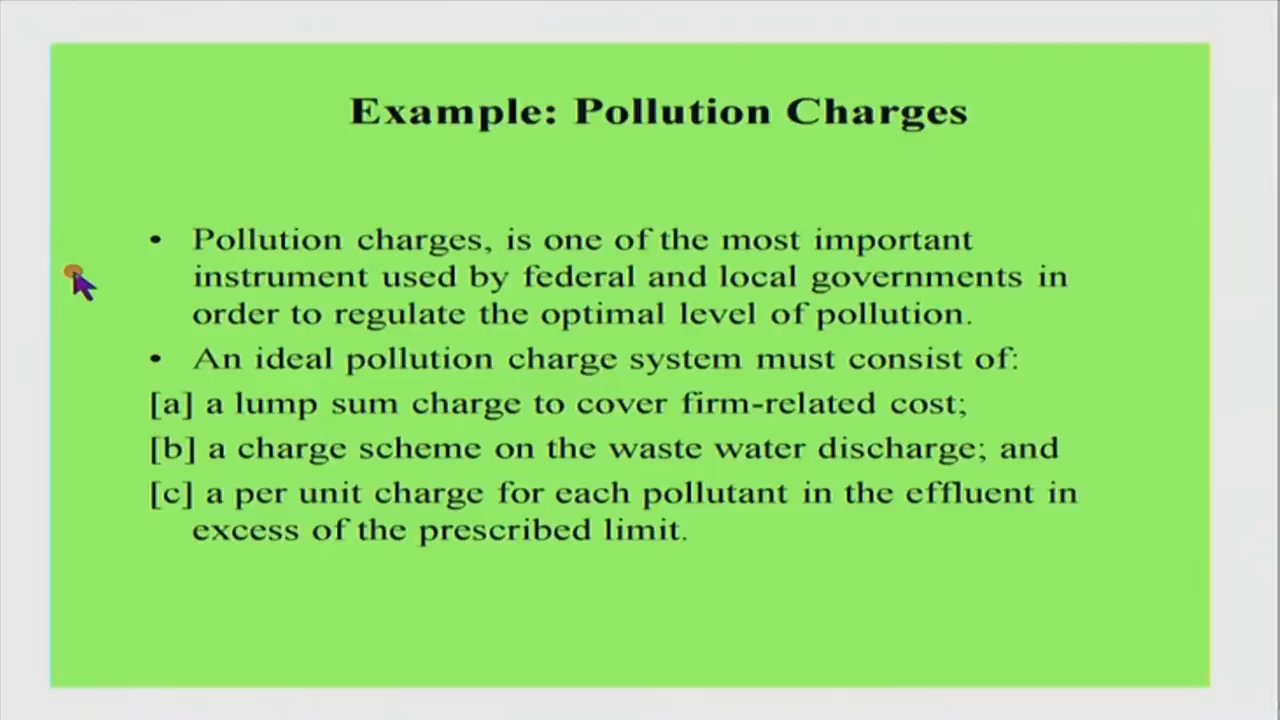 Example: Pollution Charges
• Pollution charges, is one of the most important
instrument used by federal and local governments in
order to regulate the optimal level of pollution.
• An ideal pollution charge system must consist of:
[a] a lump sum charge to cover firm-related cost;
[b] a charge scheme on the waste water discharge; and
[c] a per unit charge for each pollutant in the effluent in
excess of the prescribed limit.